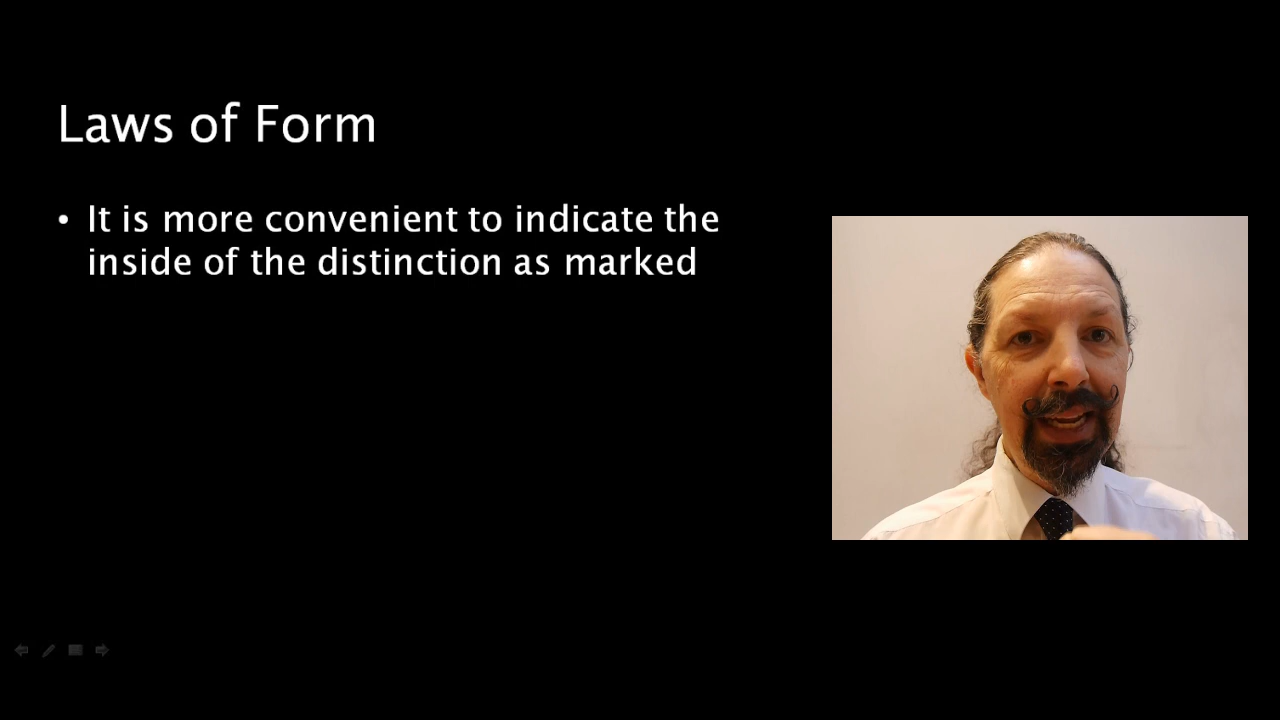 Laws of Form
• It is more convenient to indicate the
inside of the distinction as marked